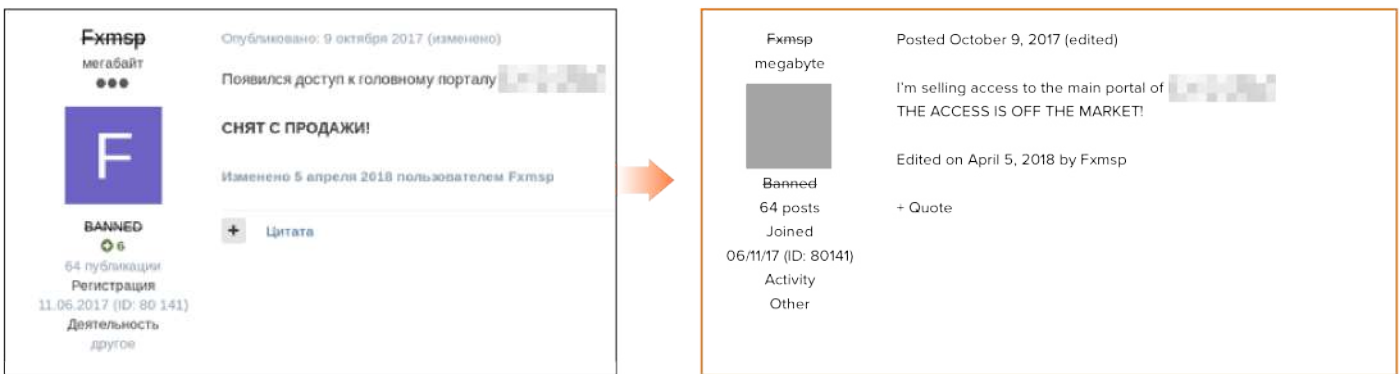 Fxmsp
мегабайт
F
BANNED
6
64 публикации
Регистрация
11.06.2017 (ID: 80 141)
Деятельность
другое
Опубликовано: 9 октября 2017 (изменено)
Появился доступ к головному порталу
СНЯТ С ПРОДАЖИ!
Изменено 5 апреля 2018 пользователем Fxmsp
+ Цитата
Fxmsp
megabyte
Banned
64 posts
Joined
06/11/17 (ID: 80141)
Activity
Other
Posted October 9, 2017 (edited)
I'm selling access to the main portal of
THE ACCESS IS OFF THE MARKET!
Edited on April 5, 2018 by Fxmsp
+ Quote